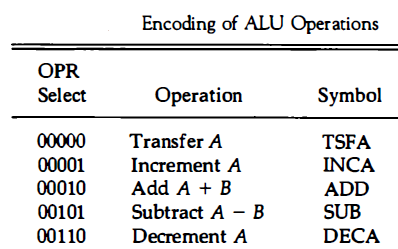 Encoding of ALU Operations
OPR
Select Operation Symbol
00000 Transfer A TSFA
00001 Increment A INCA
00010 Add A + B ADD
00101 Subtract A − B SUB
00110 Decrement A DECA